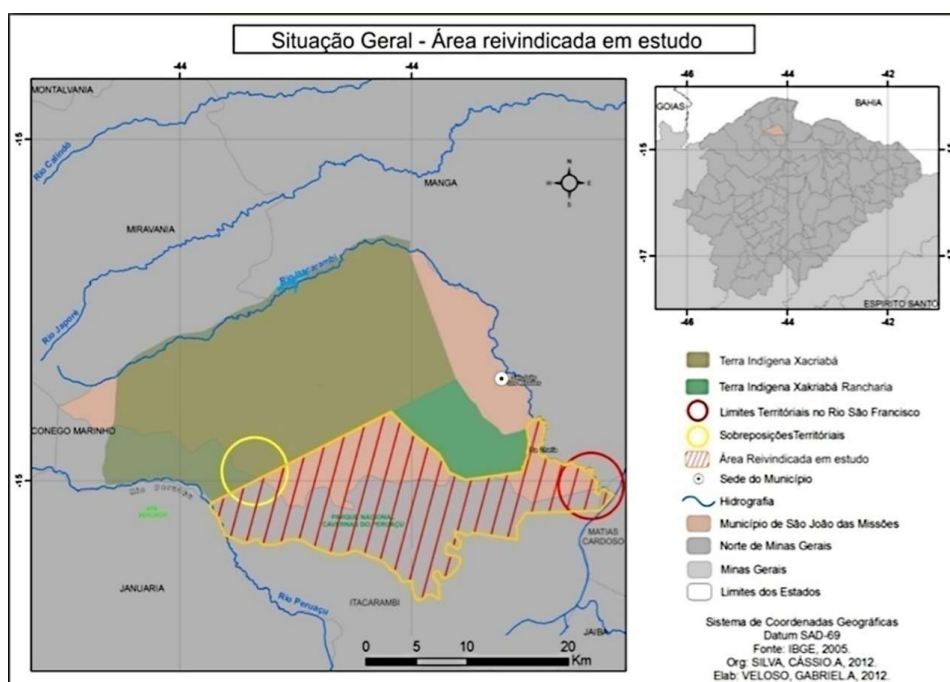 Situação Geral - Área reivindicada em estudo
-44
-44
MONTALVANIA
-15
Rio Calindó
MANGA
N
W
E
S
MIRAVANIA
Rio Itacarambi
Rio Japoré
CONEGO MARINHO
-15
Rio Peruaçu
PARQUE NACIONAL
CAVERNAS DO PERUAÇU
MATIAS
CARDOSO
JANUARIA
Rio Peruaçu
ITACARAMBI
JAIBA
0
10
20
Km
-46
-44
-42
GOIAS
BAHIA
-15
-15
-17
-17
ESPIRITO SANTO
-46
-44
-42
Terra Indígena Xacriabá
Terra Indígena Xakriabá Rancharia
Limites Territóriais no Rio São Francisco
SobreposiçõesTerritóriais
Área Reivindicada em estudo
Sede do Município
Hidrografia
Município de São João das Missões
Norte de Minas Gerais
Minas Gerais
Limites dos Estados
Sistema de Coordenadas Geográficas
Datum SAD-69
Fonte: IBGE, 2005.
Org: SILVA, CÁSSIO.A, 2012.
Elab: VELOSO, GABRIEL.A, 2012.